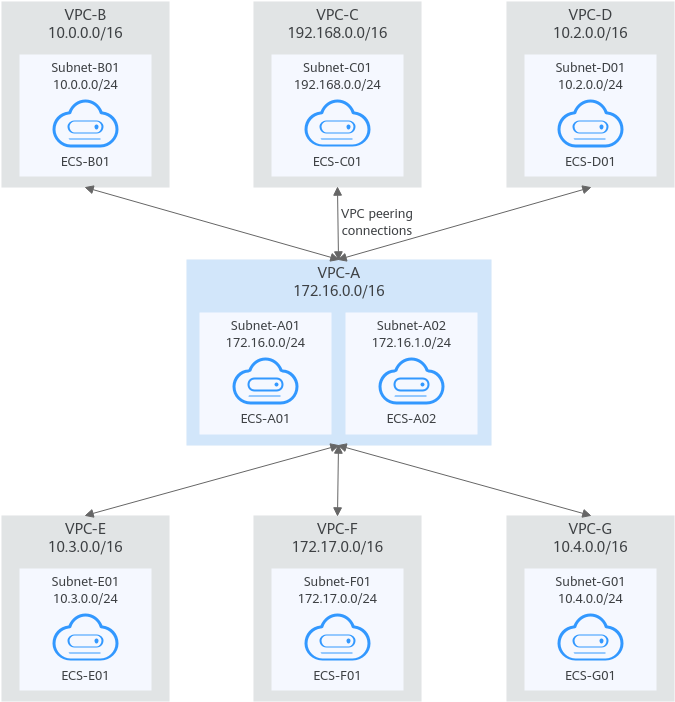 VPC-B
10.0.0.0/16
Subnet-B01
10.0.0.0/24
ECS-B01
VPC-C
192.168.0.0/16
Subnet-C01
192.168.0.0/24
ECS-C01
VPC-D
10.2.0.0/16
Subnet-D01
10.2.0.0/24
ECS-D01
VPC peering
connections
VPC-A
172.16.0.0/16
Subnet-A01
172.16.0.0/24
ECS-A01
Subnet-A02
172.16.1.0/24
ECS-A02
VPC-E
10.3.0.0/16
Subnet-E01
10.3.0.0/24
ECS-E01
VPC-F
172.17.0.0/16
Subnet-F01
172.17.0.0/24
ECS-F01
VPC-G
10.4.0.0/16
Subnet-G01
10.4.0.0/24
ECS-G01